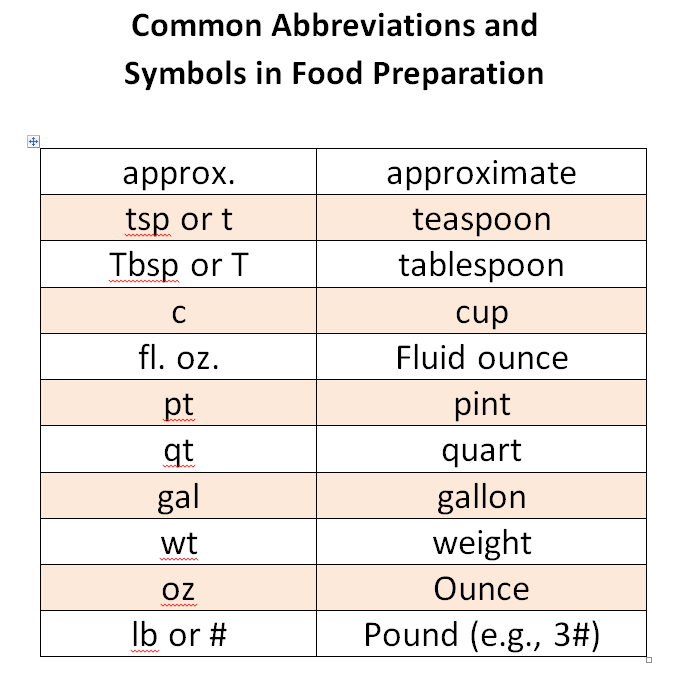 Common Abbreviations and
Symbols in Food Preparation
approx. approximate
tsp or t teaspoon
Tbsp or T tablespoon
c cup
fl. oz. Fluid ounce
pt pint
qt quart
gal gallon
wt weight
oz Ounce
lb or # Pound (e.g., 3#)